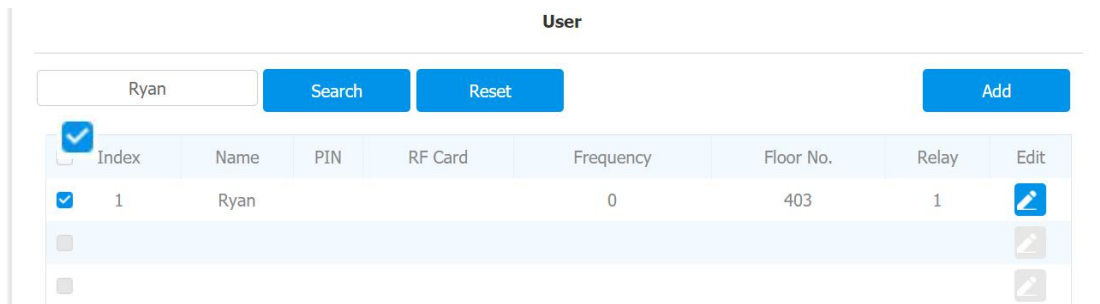 User
Ryan Search Reset Add
Index Name PIN RF Card Frequency Floor No. Relay Edit
1 Ryan 0 403 1